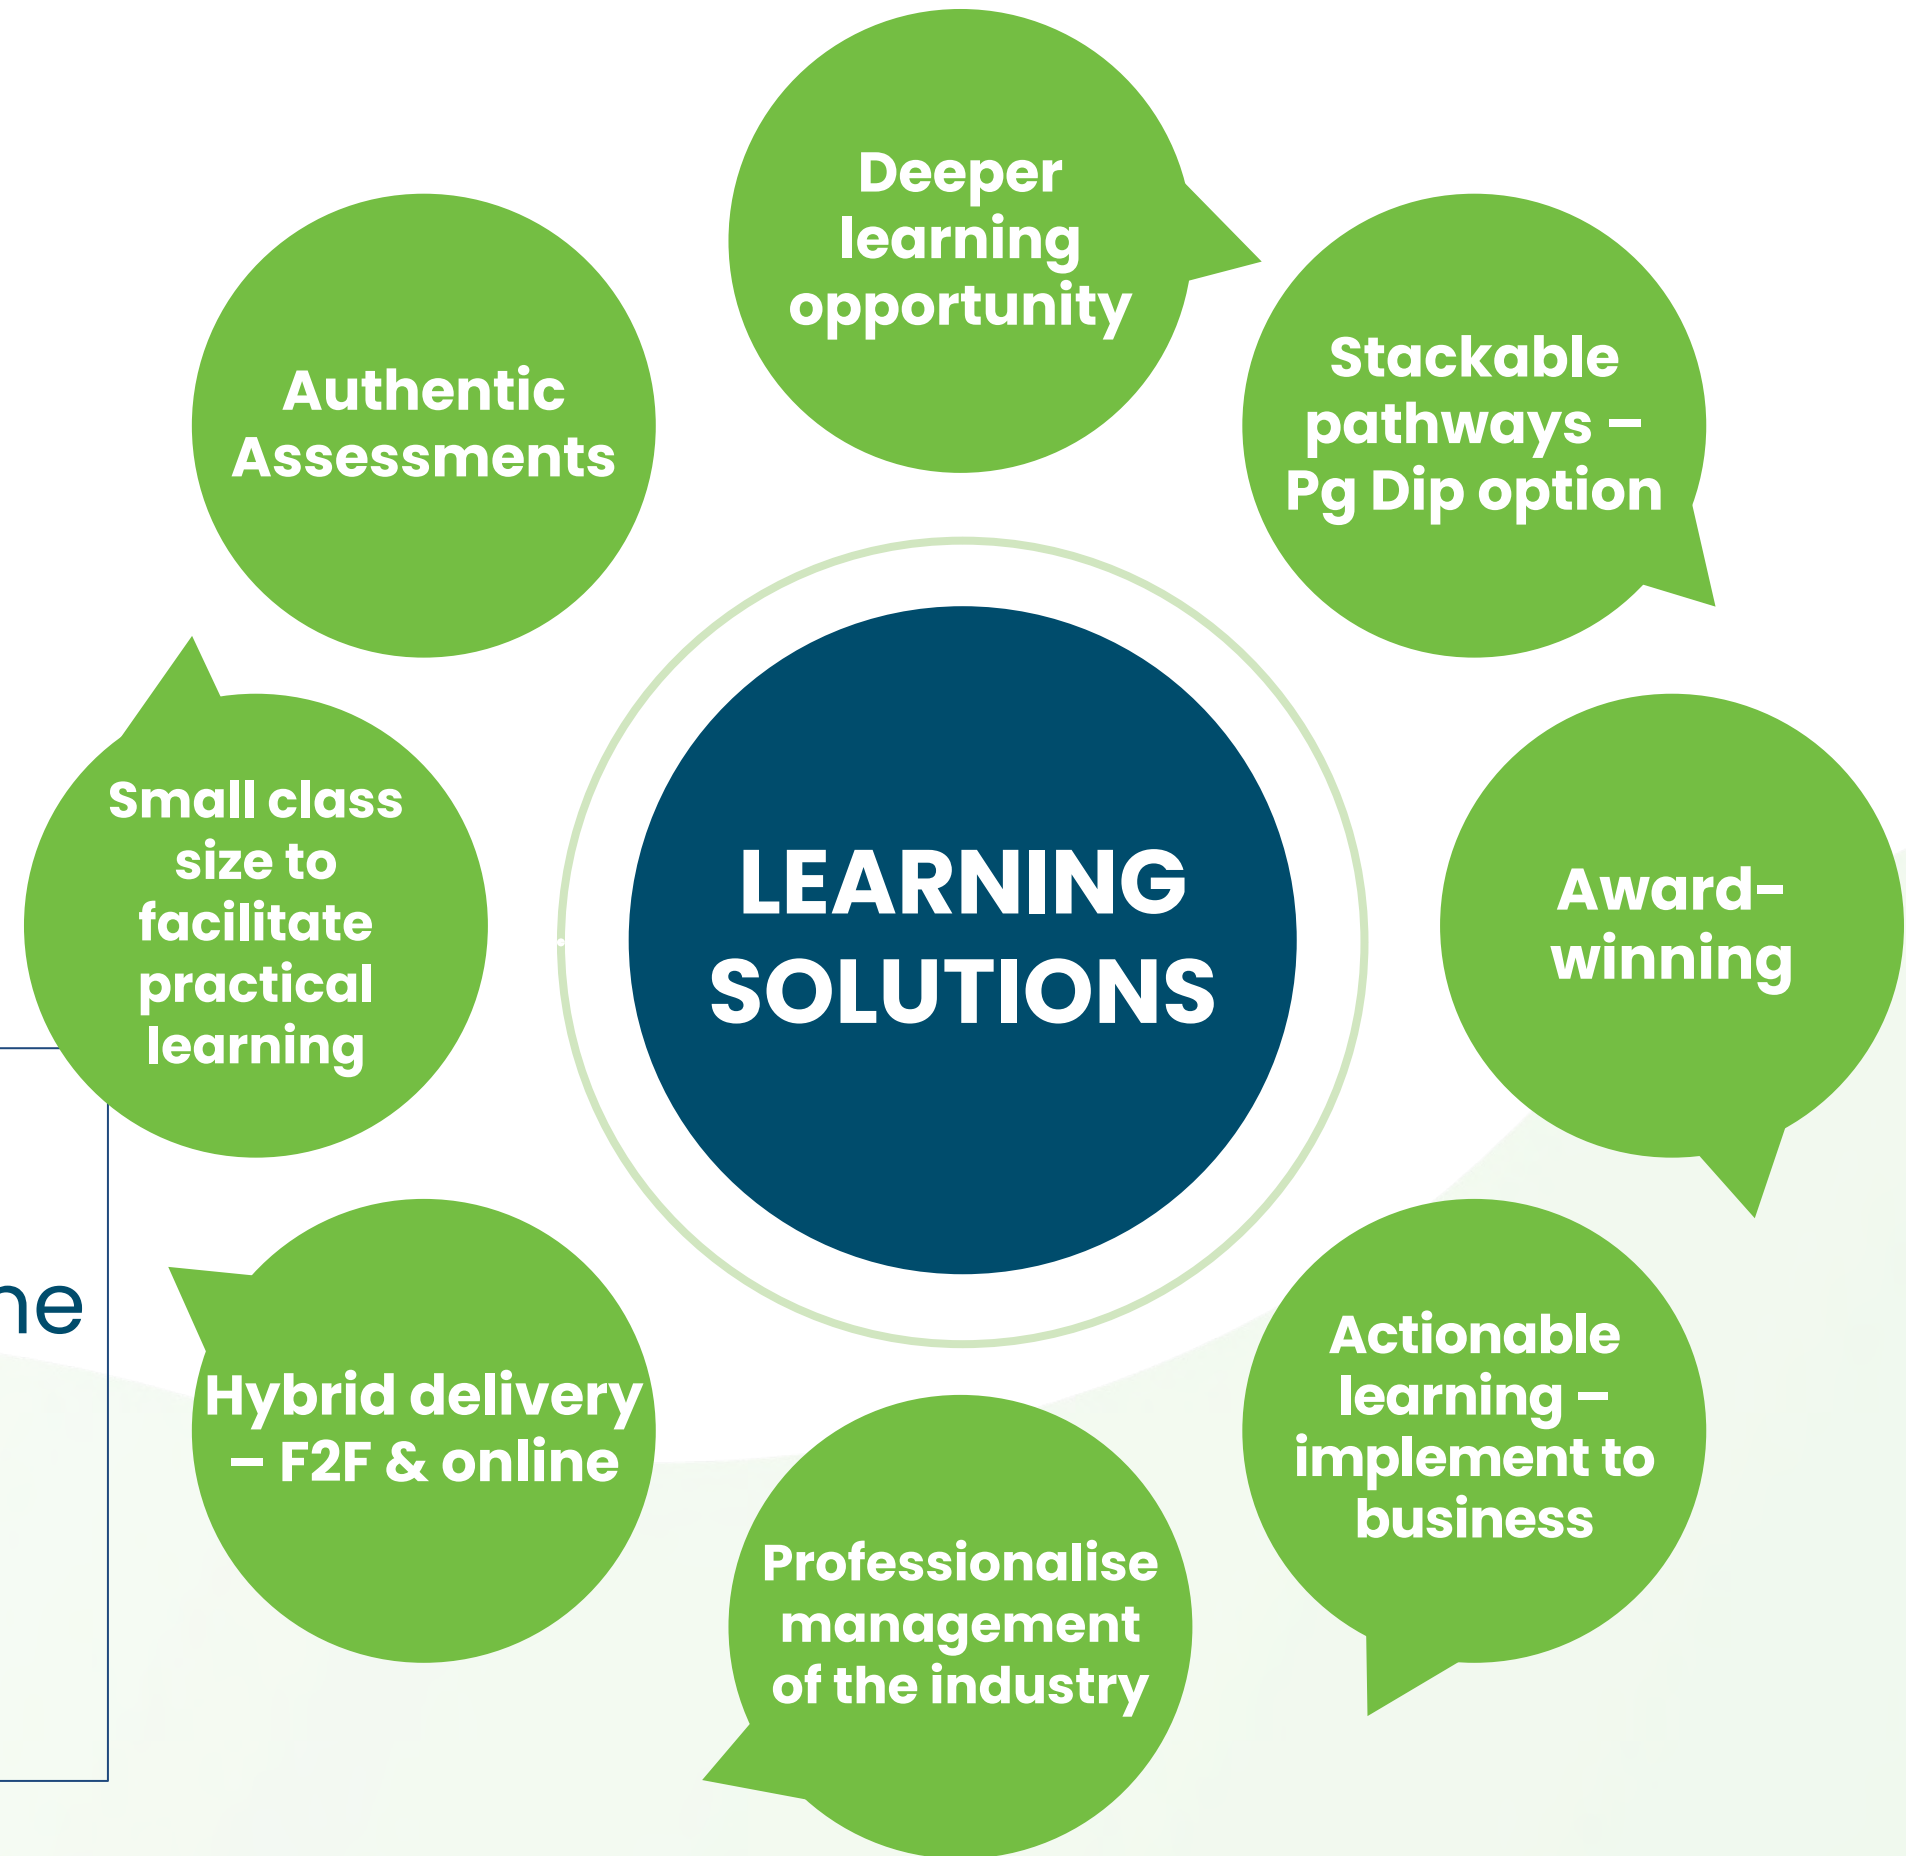 Deeper
learning
opportunity
Stackable
pathways –
Pg Dip option
Award-
winning
Actionable
learning –
implement to
business
Professionalise
management
of the industry
Hybrid delivery
– F2F & online
Small class
size to
facilitate
practical
learning
Authentic
Assessments
LEARNING
SOLUTIONS